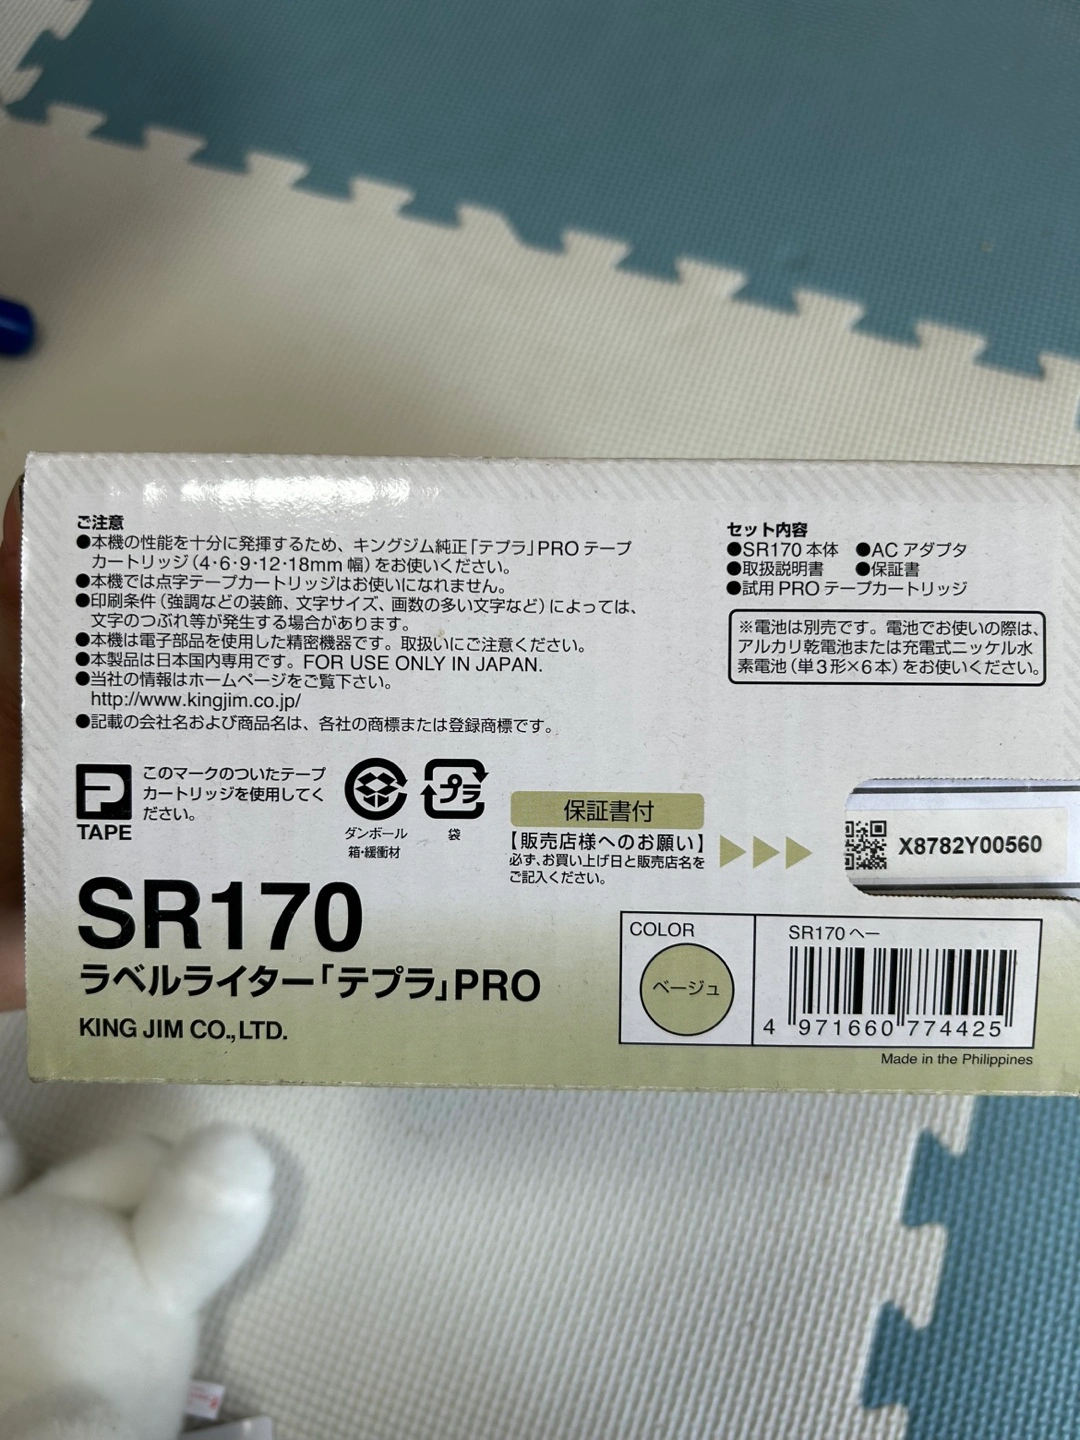 ご注意
●本機の性能を十分に発揮するため、キングジム純正「テプラ」PRO テープ
カートリッジ(4・6・9・12・18mm 幅)をお使いください。
●本機では点字テープカートリッジはお使いになれません。
●印刷条件(強調などの装飾、文字サイズ、画数の多い文字など)によっては、
文字のつぶれ等が発生する場合があります。
●本機は電子部品を使用した精密機器です。取扱いにご注意ください。
●本製品は日本国内専用です。FOR USE ONLY IN JAPAN.
●当社の情報はホームページをご覧下さい。
http://www.kingjim.co.jp/
●記載の会社名および商品名は、各社の商標または登録商標です。
セット内容
●SR170 本体 ●AC アダプタ
●取扱説明書 ●保証書
●試用 PRO テープカートリッジ
※電池は別売です。電池でお使いの際は、
アルカリ乾電池または充電式ニッケル水
素電池(単3形×6本)をお使いください。
P
TAPE
このマークのついたテープ
カートリッジを使用してく
ださい。
ダンボール
箱・緩衝材
プラ
袋
保証書付
【販売店様へのお願い】
必ず、お買い上げ日と販売店名を
ご記入ください。
X8782Y00560
SR170
ラベルライター「テプラ」PRO
KING JIM CO.,LTD.
COLOR
ベージュ
SR170 ヘー
4 971660 774425
Made in the Philippines